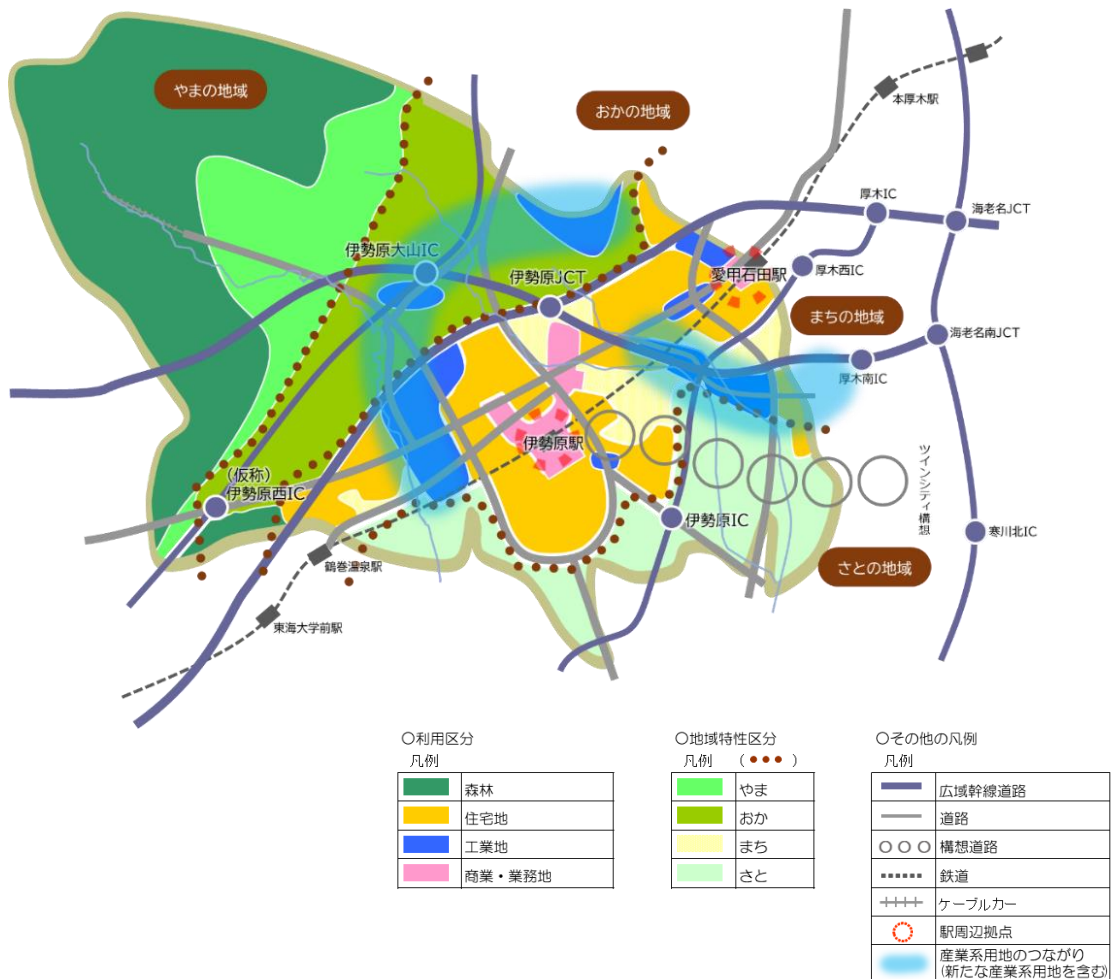 やまの地域
おかの地域
本厚木駅
厚木IC
海老名JCT
伊勢原大山IC
伊勢原JCT
愛甲石田駅
厚木西IC
まちの地域
海老名南JCT
厚木南IC
伊勢原駅
(仮称)
伊勢原西IC
ツインシティ構想
伊勢原IC
寒川北IC
鶴巻温泉駅
さとの地域
東海大学前駅
○利用区分
凡例
森林
住宅地
工業地
商業・業務地
○地域特性区分
凡例 (•••)
やま
おか
まち
さと
○その他の凡例
凡例
広域幹線道路
道路
構想道路
鉄道
ケーブルカー
駅周辺拠点
産業系用地のつながり
(新たな産業系用地を含む)